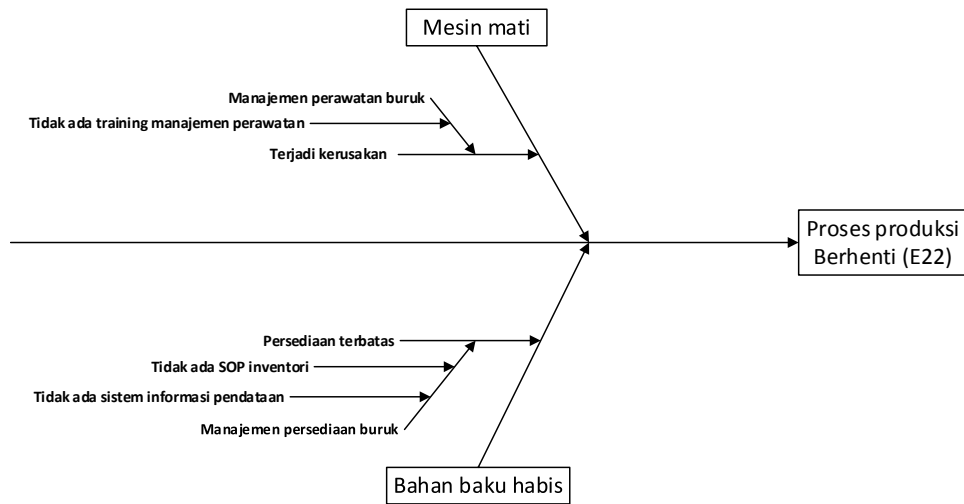 Mesin mati
Manajemen perawatan buruk
Tidak ada training manajemen perawatan
Terjadi kerusakan
Proses produksi
Berhenti (E22)
Persediaan terbatas
Tidak ada SOP inventori
Tidak ada sistem informasi pendataan
Manajemen persediaan buruk
Bahan baku habis